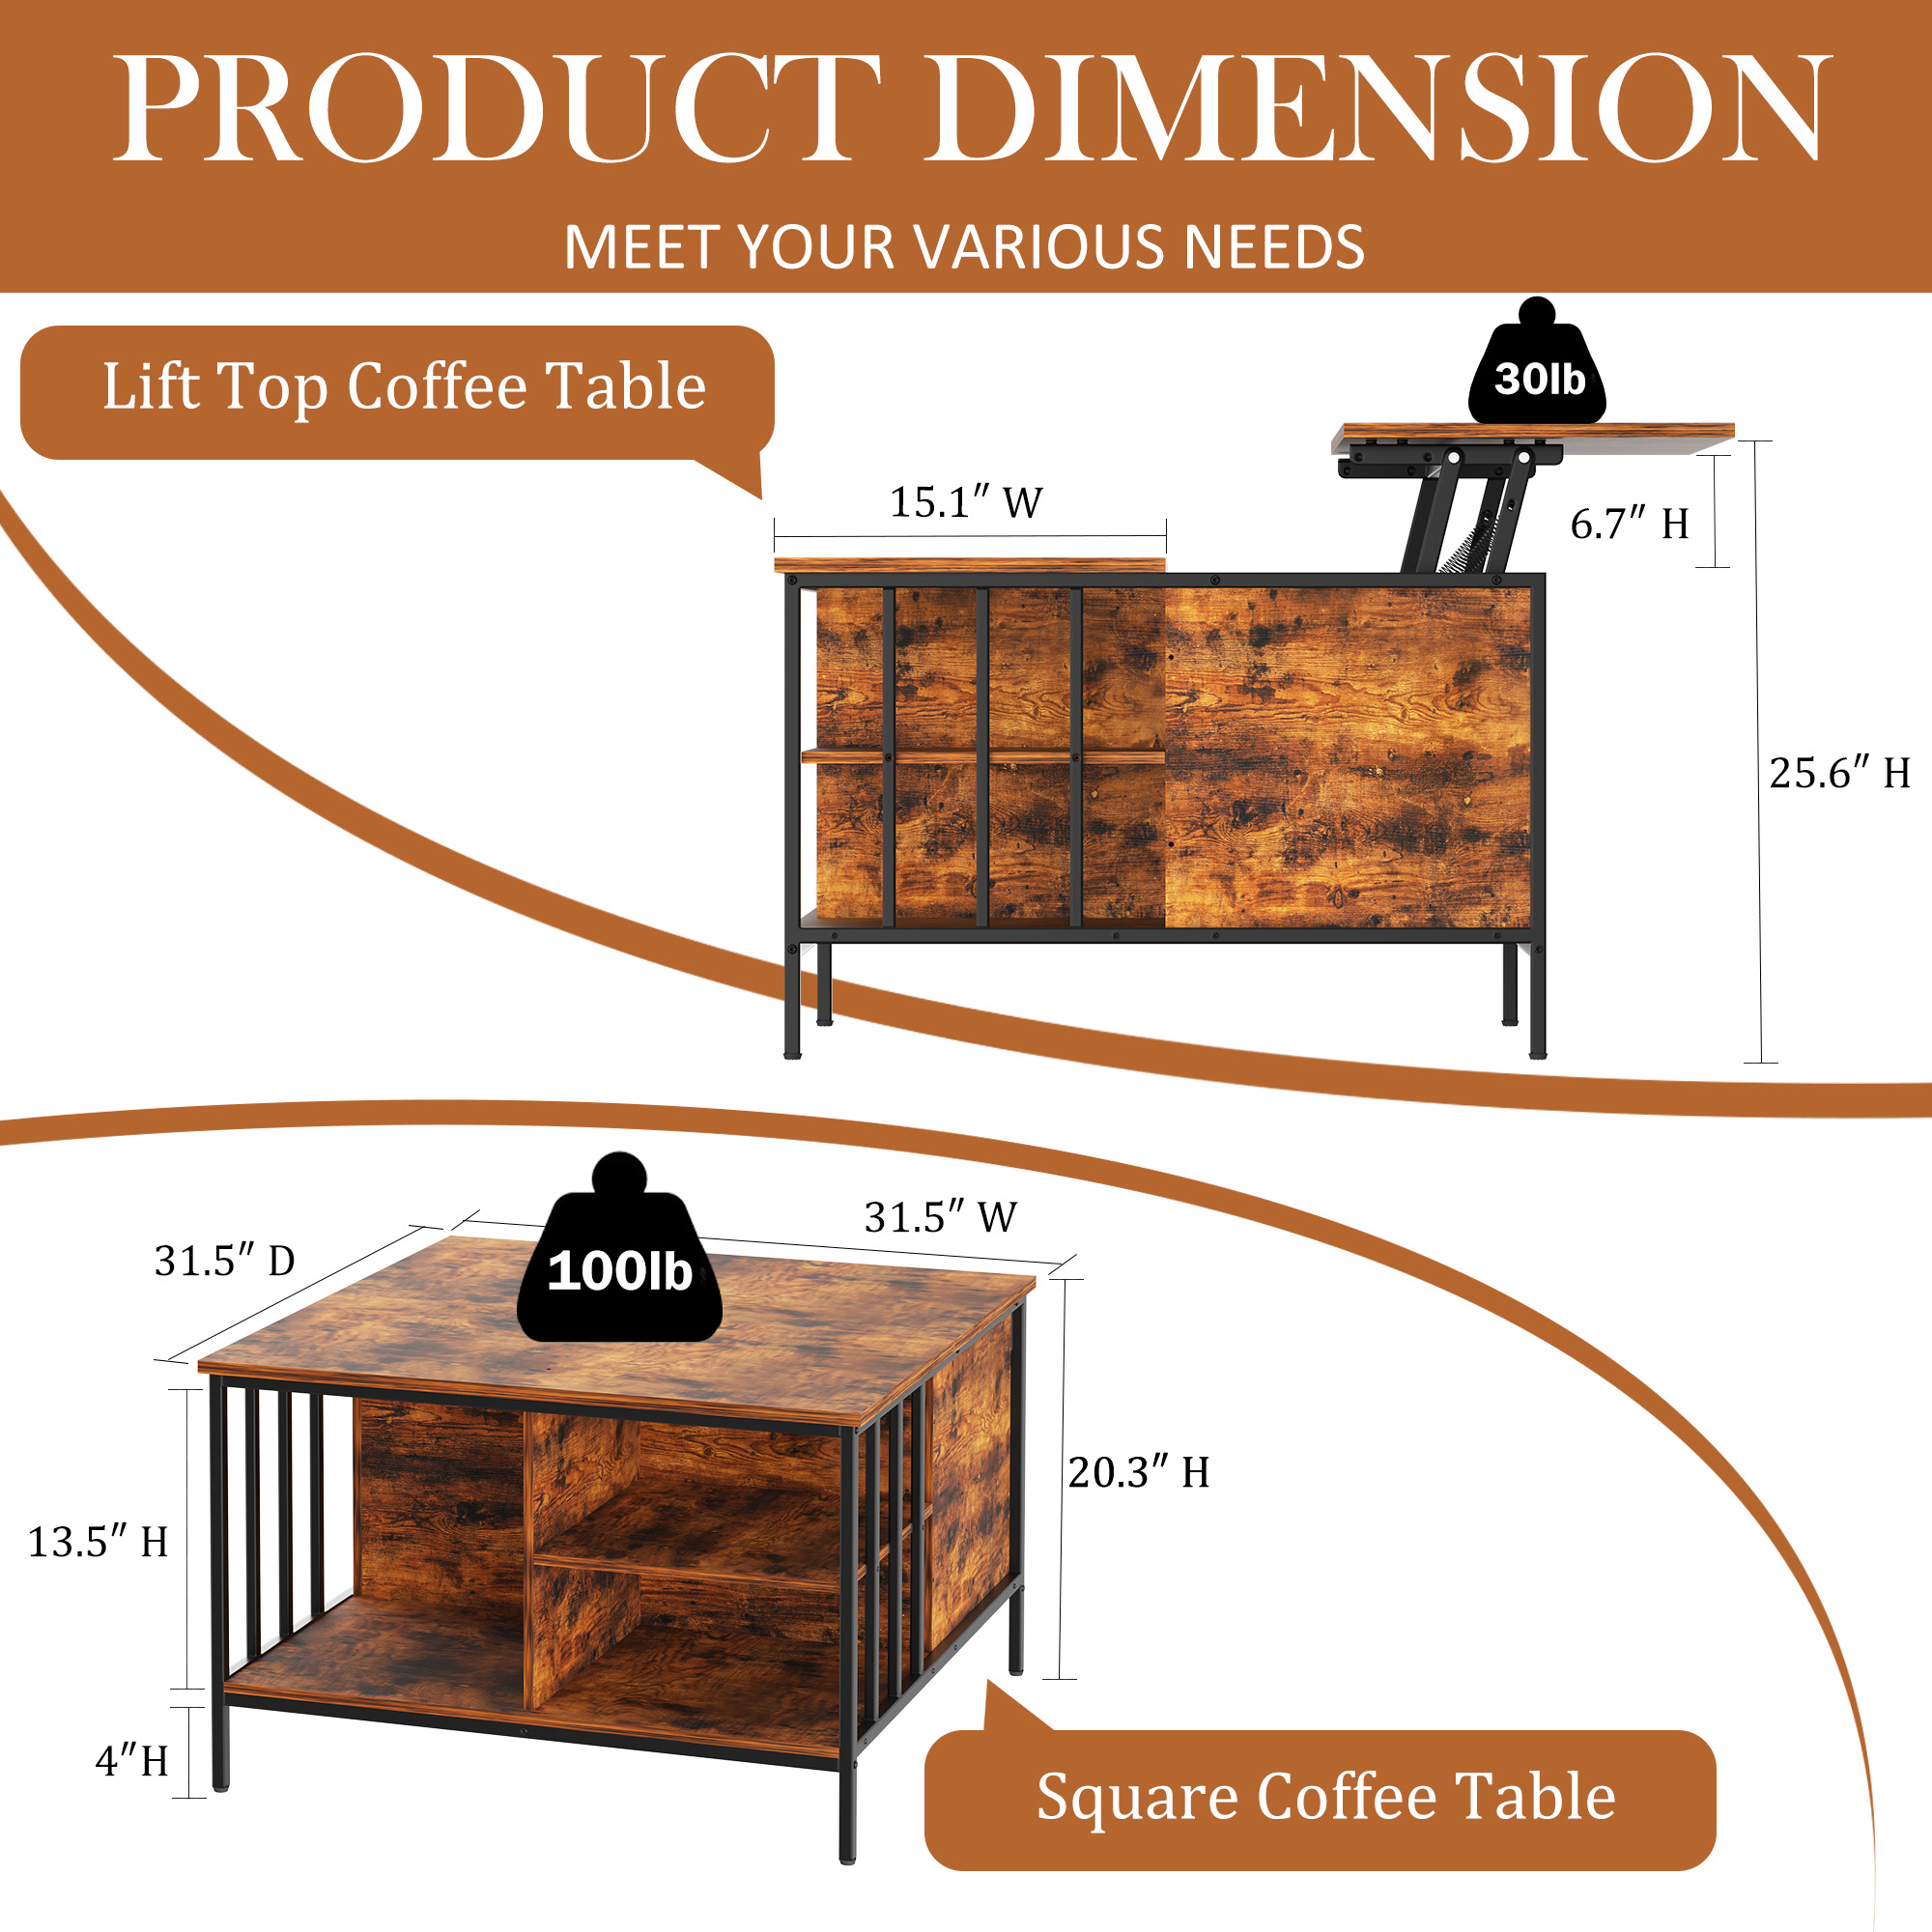 PRODUCT DIMENSION
MEET YOUR VARIOUS NEEDS
Lift Top Coffee Table
30lb
15.1" W
6.7" H
25.6" H
100lb
31.5" W
31.5" D
20.3" H
13.5" H
4"H
Square Coffee Table